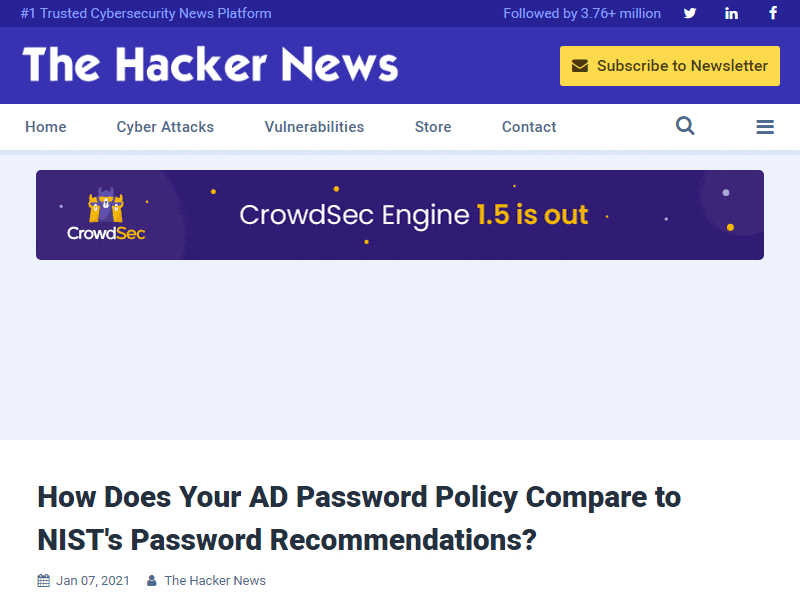 #1 Trusted Cybersecurity News Platform
Followed by 3.76+ million
The Hacker News
Subscribe to Newsletter
Home
Cyber Attacks
Vulnerabilities
Store
Contact
CrowdSec
CrowdSec Engine 1.5 is out
How Does Your AD Password Policy Compare to
NIST's Password Recommendations?
Jan 07, 2021
The Hacker News